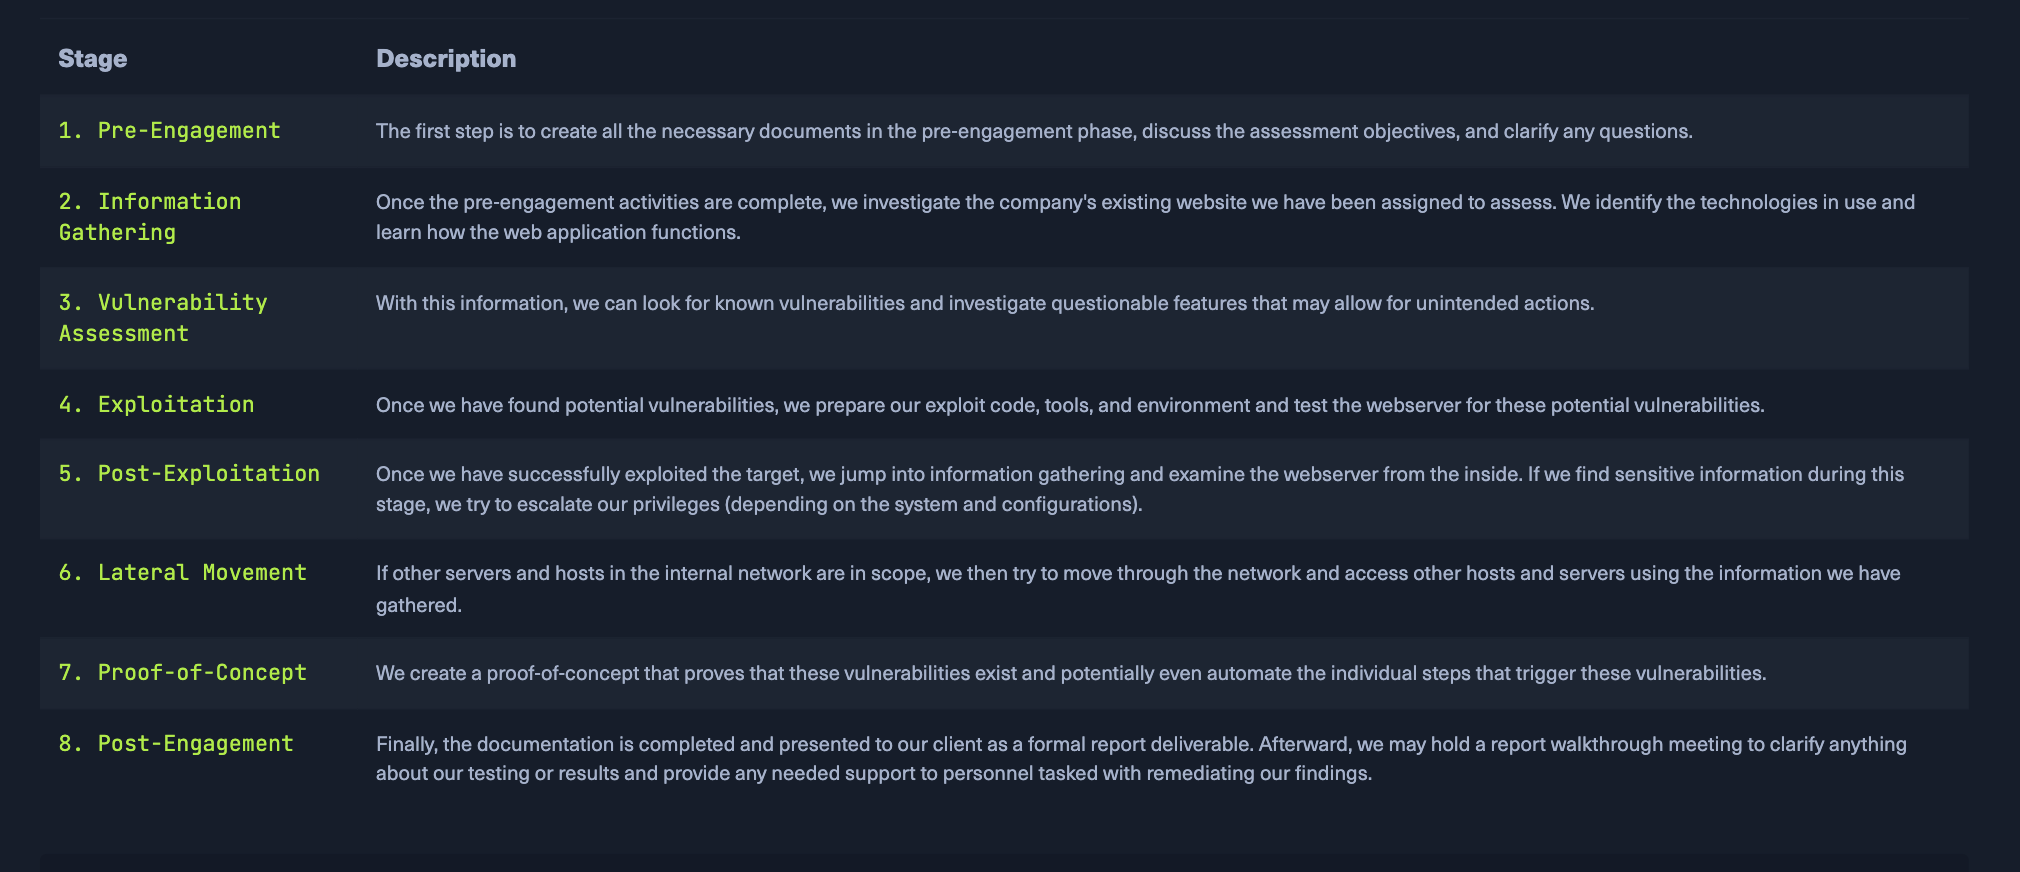 Stage Description
1. Pre-Engagement The first step is to create all the necessary documents in the pre-engagement phase, discuss the assessment objectives, and clarify any questions.
2. Information Once the pre-engagement activities are complete, we investigate the company's existing website we have been assigned to assess. We identify the technologies in use and
Gathering learn how the web application functions.
3. Vulnerability With this information, we can look for known vulnerabilities and investigate questionable features that may allow for unintended actions.
Assessment
4. Exploitation Once we have found potential vulnerabilities, we prepare our exploit code, tools, and environment and test the webserver for these potential vulnerabilities.
5. Post-Exploitation Once we have successfully exploited the target, we jump into information gathering and examine the webserver from the inside. If we find sensitive information during this
stage, we try to escalate our privileges (depending on the system and configurations).
6. Lateral Movement If other servers and hosts in the internal network are in scope, we then try to move through the network and access other hosts and servers using the information we have
gathered.
7. Proof-of-Concept We create a proof-of-concept that proves that these vulnerabilities exist and potentially even automate the individual steps that trigger these vulnerabilities.
8. Post-Engagement Finally, the documentation is completed and presented to our client as a formal report deliverable. Afterward, we may hold a report walkthrough meeting to clarify anything
about our testing or results and provide any needed support to personnel tasked with remediating our findings.